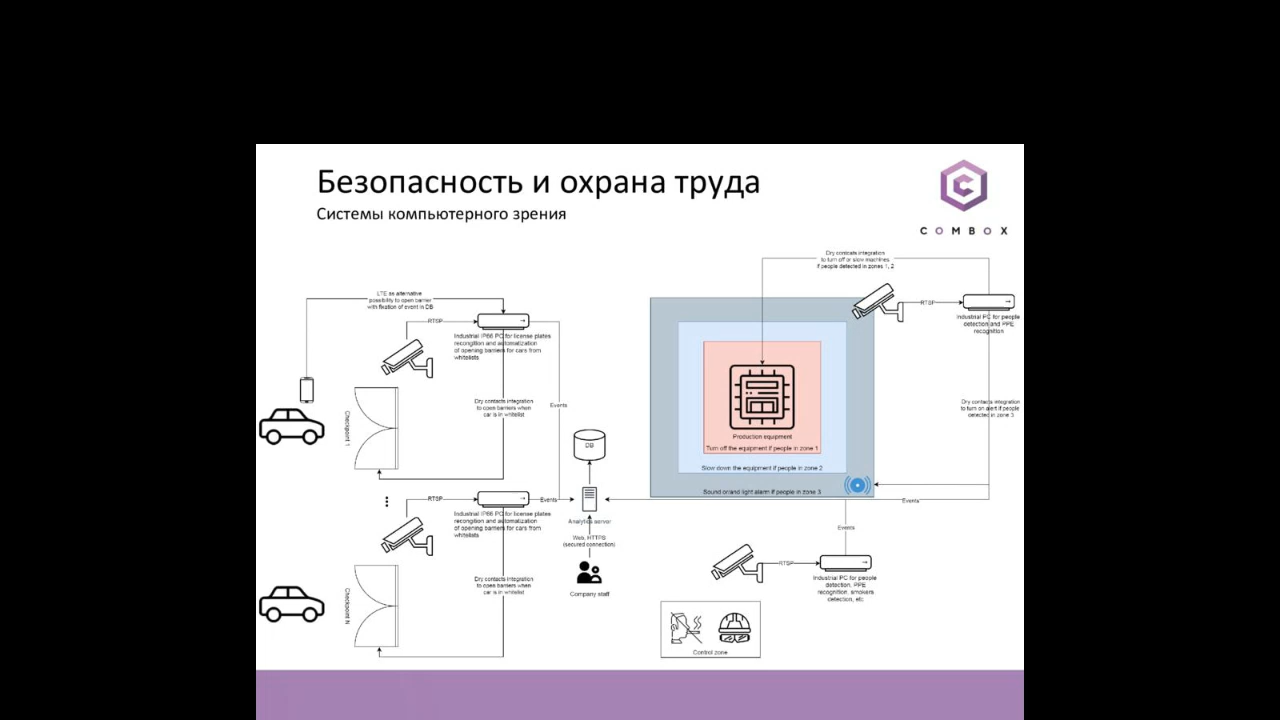 Безопасность и охрана труда
Системы компьютерного зрения
COMBOX
Dry contcats integration
to turn off or slow machines
if people detected in zones 1, 2
LTE as alternative
possibility to open barrier
with fixation of event in DB
RTSP
Industrial IP66 PC for license plates
recongtion and automatization
of opening barriers for cars from
whitelists
RTSP
Industrial PC for people
detection and PPE
recognition
Checkpoint 1
Dry contacts integration
to open barriers when
car is in whitelist
Events
DB
Production equipment
Turn off the equipment if people in zone 1
Slow down the equipment if people in zone 2
Sound or/and light alarm if people in zone 3
Dry contacts integration
to turn on alert if people
detected in zone 3
RTSP
Events
Events
Industrial IP66 PC for license plates
recongtion and automatization
of opening barriers for cars from
whitelists
Analytics server
Web, HTTPS
(secured connection)
Company staff
Events
RTSP
Industrial PC for people
detection, PPE
recognition, smokers
detection, etc
Checkpoint N
Dry contacts integration
to open barriers when
car is in whitelist
Control zone